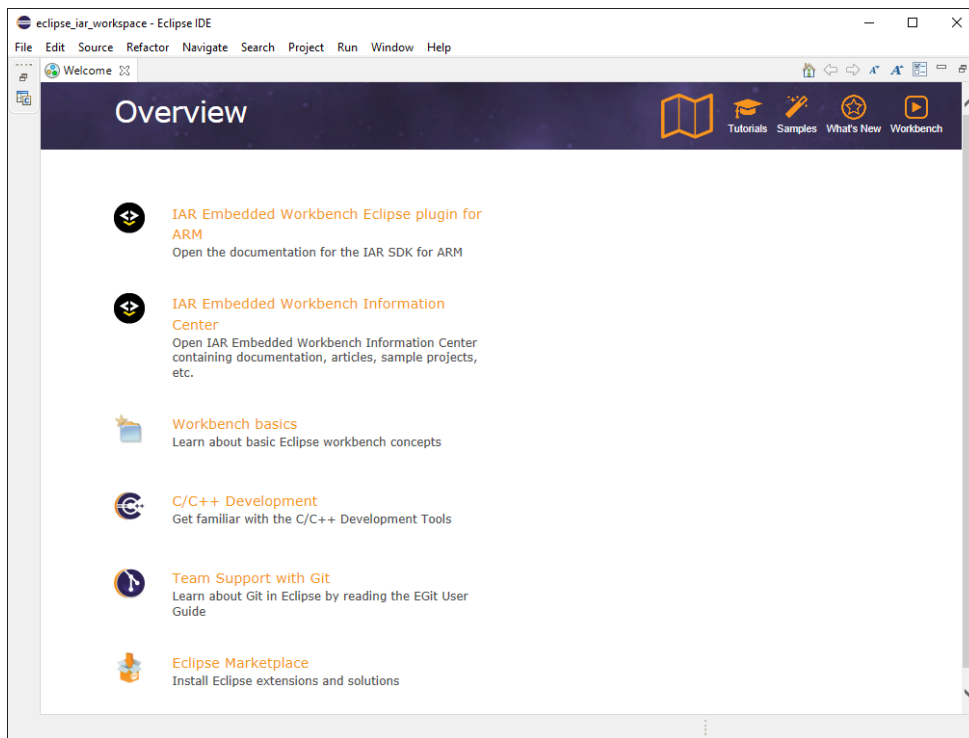 eclipse_iar_workspace - Eclipse IDE
File Edit Source Refactor Navigate Search Project Run Window Help
Welcome
Overview
Tutorials Samples What's New Workbench
IAR Embedded Workbench Eclipse plugin for
ARM
Open the documentation for the IAR SDK for ARM
IAR Embedded Workbench Information
Center
Open IAR Embedded Workbench Information Center
containing documentation, articles, sample projects,
etc.
Workbench basics
Learn about basic Eclipse workbench concepts
C/C++ Development
Get familiar with the C/C++ Development Tools
Team Support with Git
Learn about Git in Eclipse by reading the EGit User
Guide
Eclipse Marketplace
Install Eclipse extensions and solutions